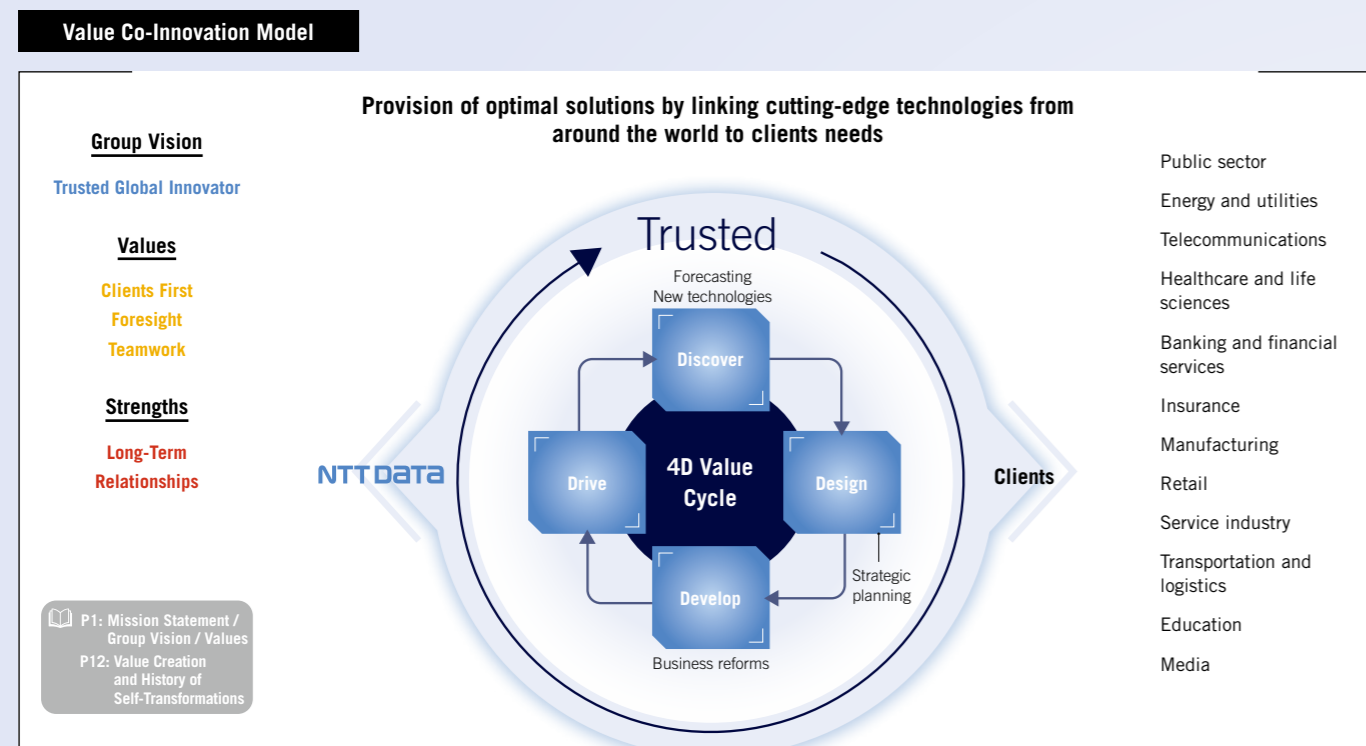 Value Co-Innovation Model
Provision of optimal solutions by linking cutting-edge technologies from
around the world to clients needs
Group Vision
Trusted Global Innovator
Values
Clients First
Foresight
Teamwork
Strengths
Long-Term
Relationships
P1: Mission Statement /
Group Vision / Values
P12: Value Creation
and History of
Self-Transformations
NTT DATA
Trusted
Forecasting
New technologies
Discover
Drive
4D Value
Cycle
Design
Strategic
planning
Develop
Business reforms
Clients
Public sector
Energy and utilities
Telecommunications
Healthcare and life
sciences
Banking and financial
services
Insurance
Manufacturing
Retail
Service industry
Transportation and
logistics
Education
Media